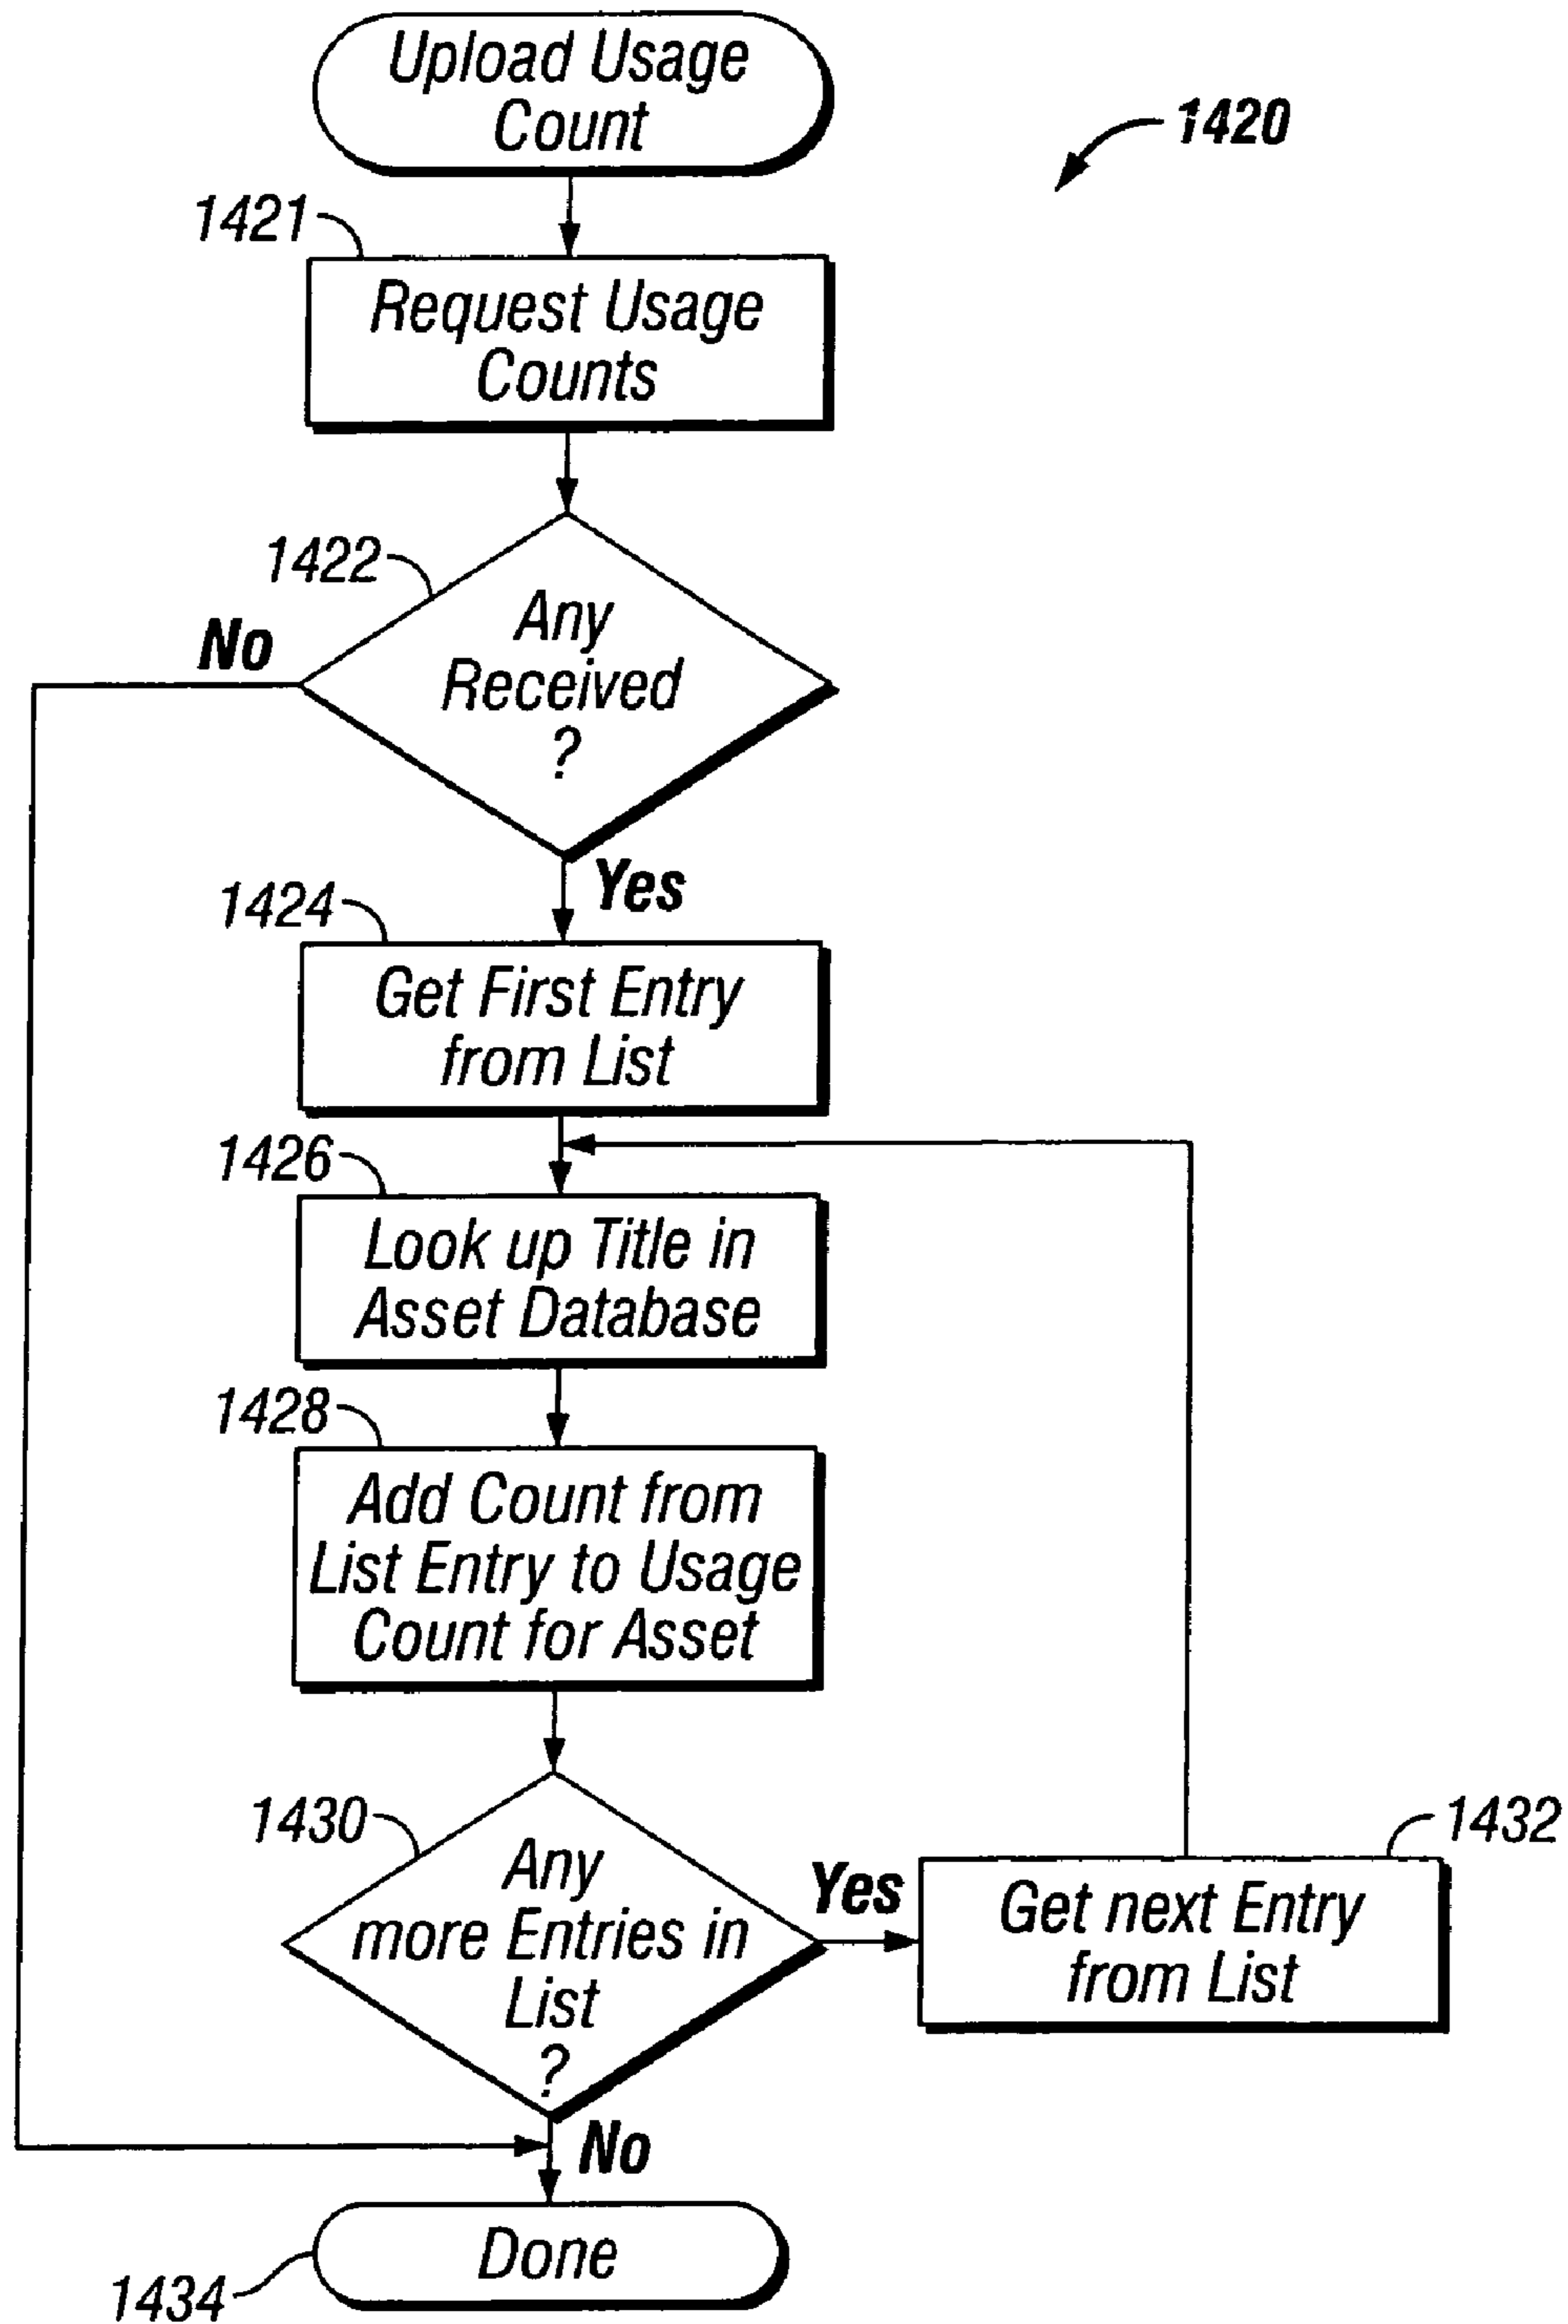 Upload Usage
Count
1420
1421
Request Usage
Counts
1422
Any
Received
?
No
Yes
1424
Get First Entry
from List
1426
Look up Title in
Asset Database
1428
Add Count from
List Entry to Usage
Count for Asset
1430
Any
more Entries in
List
?
Yes
1432
Get next Entry
from List
No
Done
1434